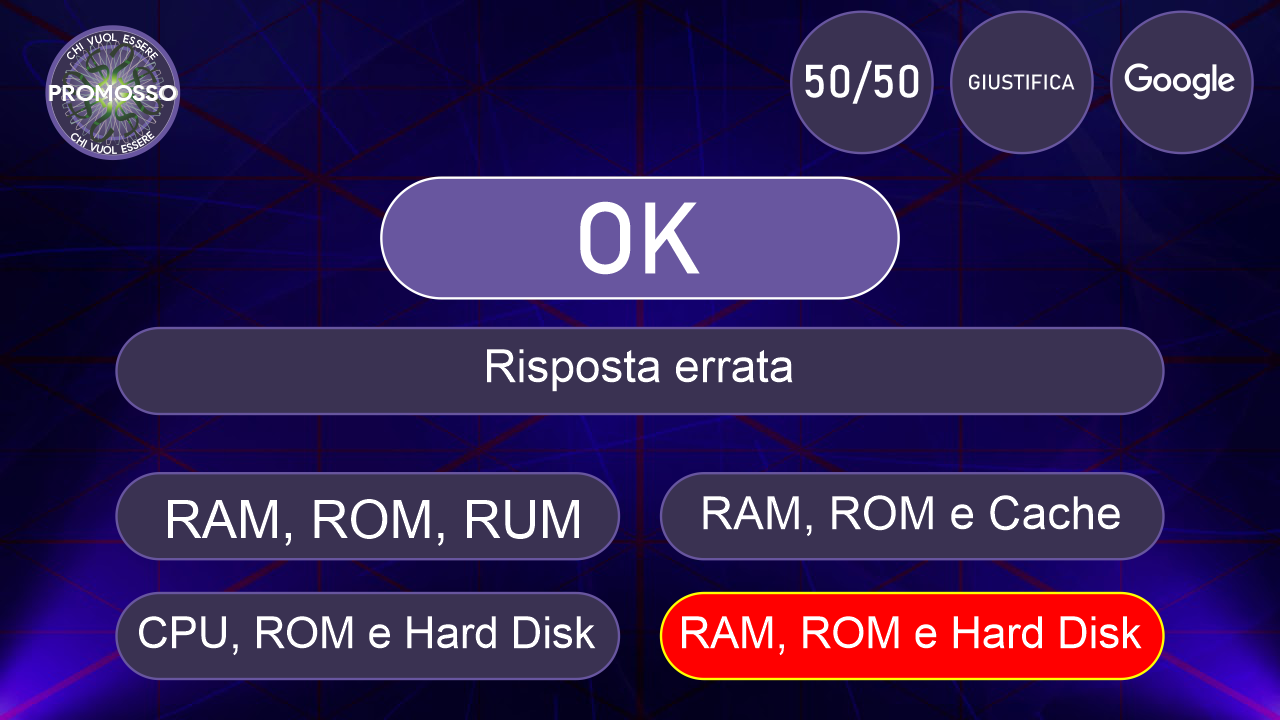 CHI VUOL ESSERE
PROMOSSO
CHI VUOL ESSERE
50/50
GIUSTIFICA
Google
OK
Risposta errata
RAM, ROM, RUM
RAM, ROM e Cache
CPU, ROM e Hard Disk
RAM, ROM e Hard Disk